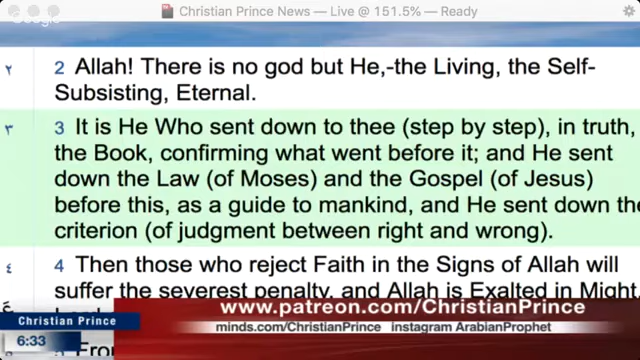 Christian Prince News — Live @ 151.5% — Ready
Google
٢ 2 Allah! There is no god but He,-the Living, the Self-
Subsisting, Eternal.
٣ 3 It is He Who sent down to thee (step by step), in truth,
the Book, confirming what went before it; and He sent
down the Law (of Moses) and the Gospel (of Jesus)
before this, as a guide to mankind, and He sent down the
criterion (of judgment between right and wrong).
٤ 4 Then those who reject Faith in the Signs of Allah will
suffer the severest penalty, and Allah is Exalted in Might,
www.patreon.com/ChristianPrince
Christian Prince
minds.com/ChristianPrince instagram ArabianProphet
6:33